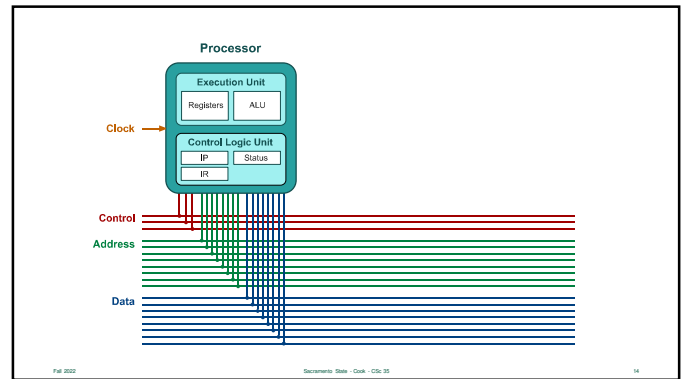 Processor
Execution Unit
Registers
ALU
Clock
Control Logic Unit
IP
Status
IR
Control
Address
Data
Fall 2022
Sacramento State - Cook - CSc 35
14